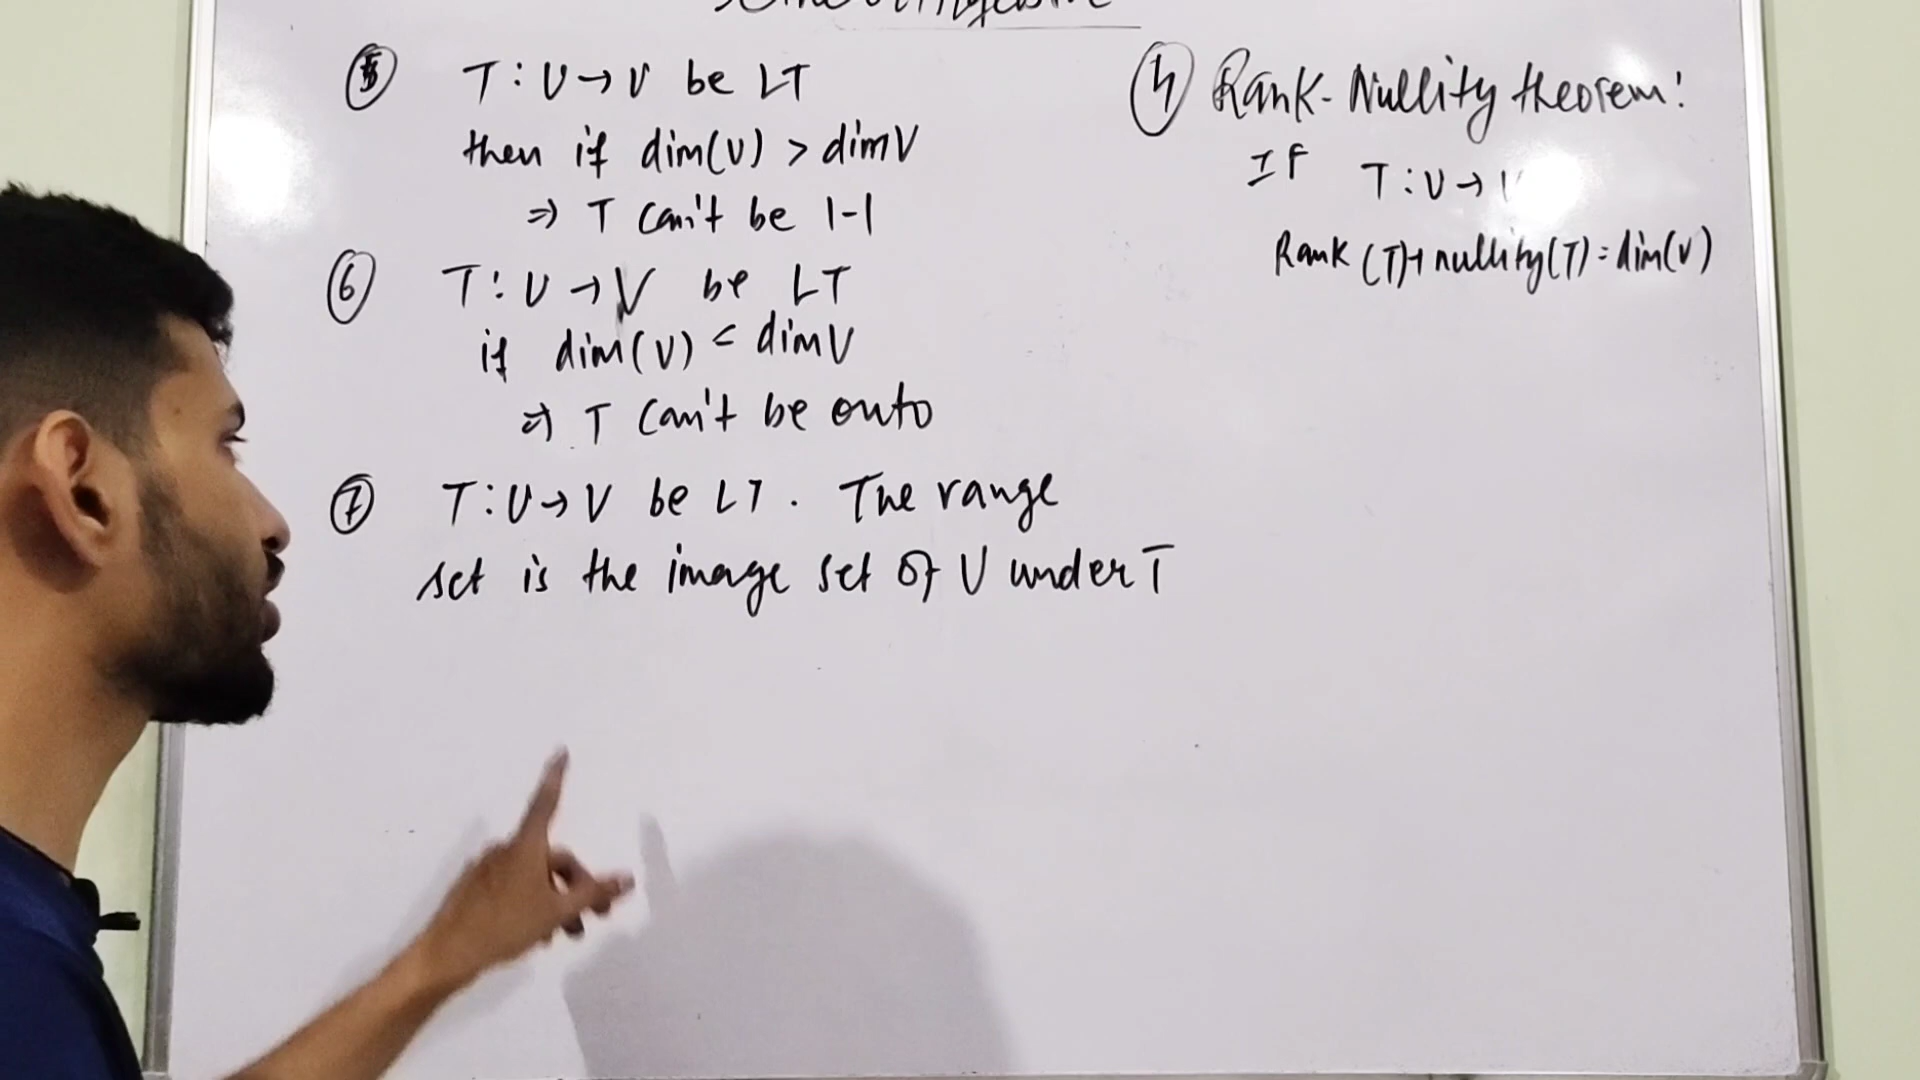 ⑤ T : U → V be LT
then if dim(U) > dimV
⇒ T can't be 1-1
⑥ T : U → V be LT
if dim(U) < dimV
⇒ T can't be onto
⑦ T : U → V be LT. The range
set is the image set of U under T
④ Rank-Nullity theorem:
If T : U → V
Rank (T) + nullity(T) = dim(U)